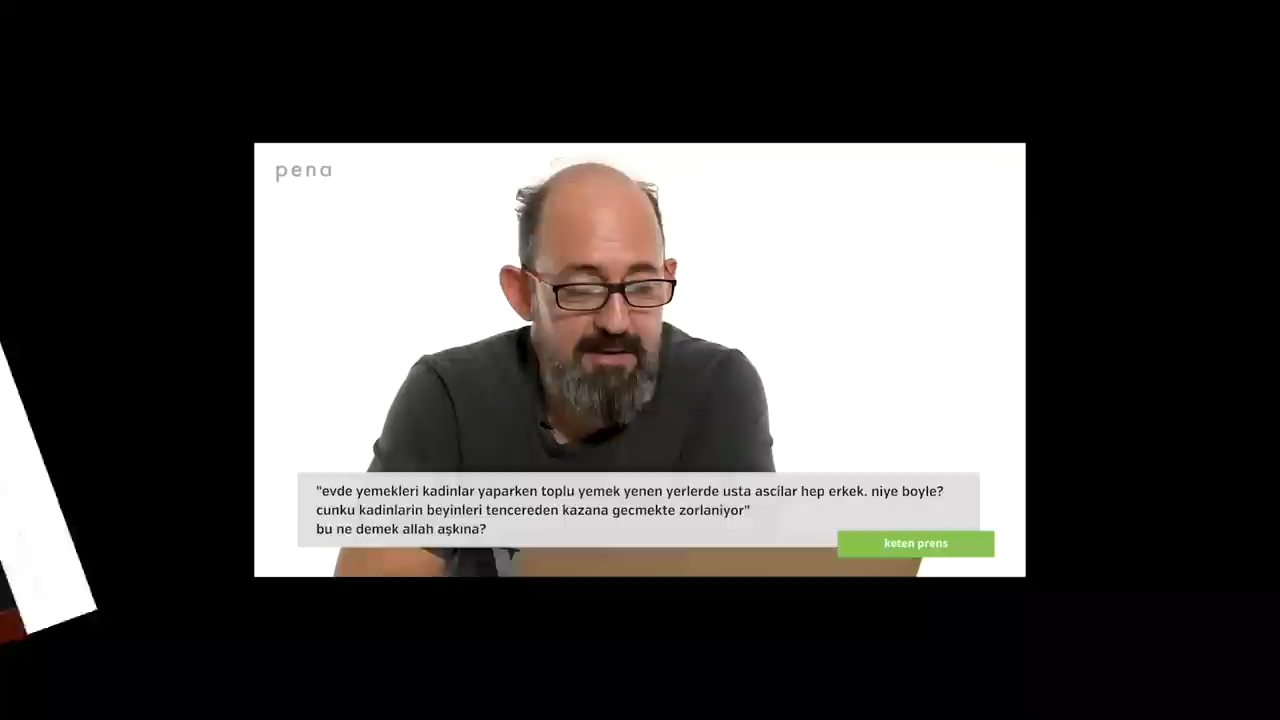 pena
"evde yemekleri kadinlar yaparken toplu yemek yenen yerlerde usta ascilar hep erkek. niye boyle?
cunku kadinlarin beyinleri tencereden kazana gecmekte zorlaniyor"
bu ne demek allah aşkına?
keten prens